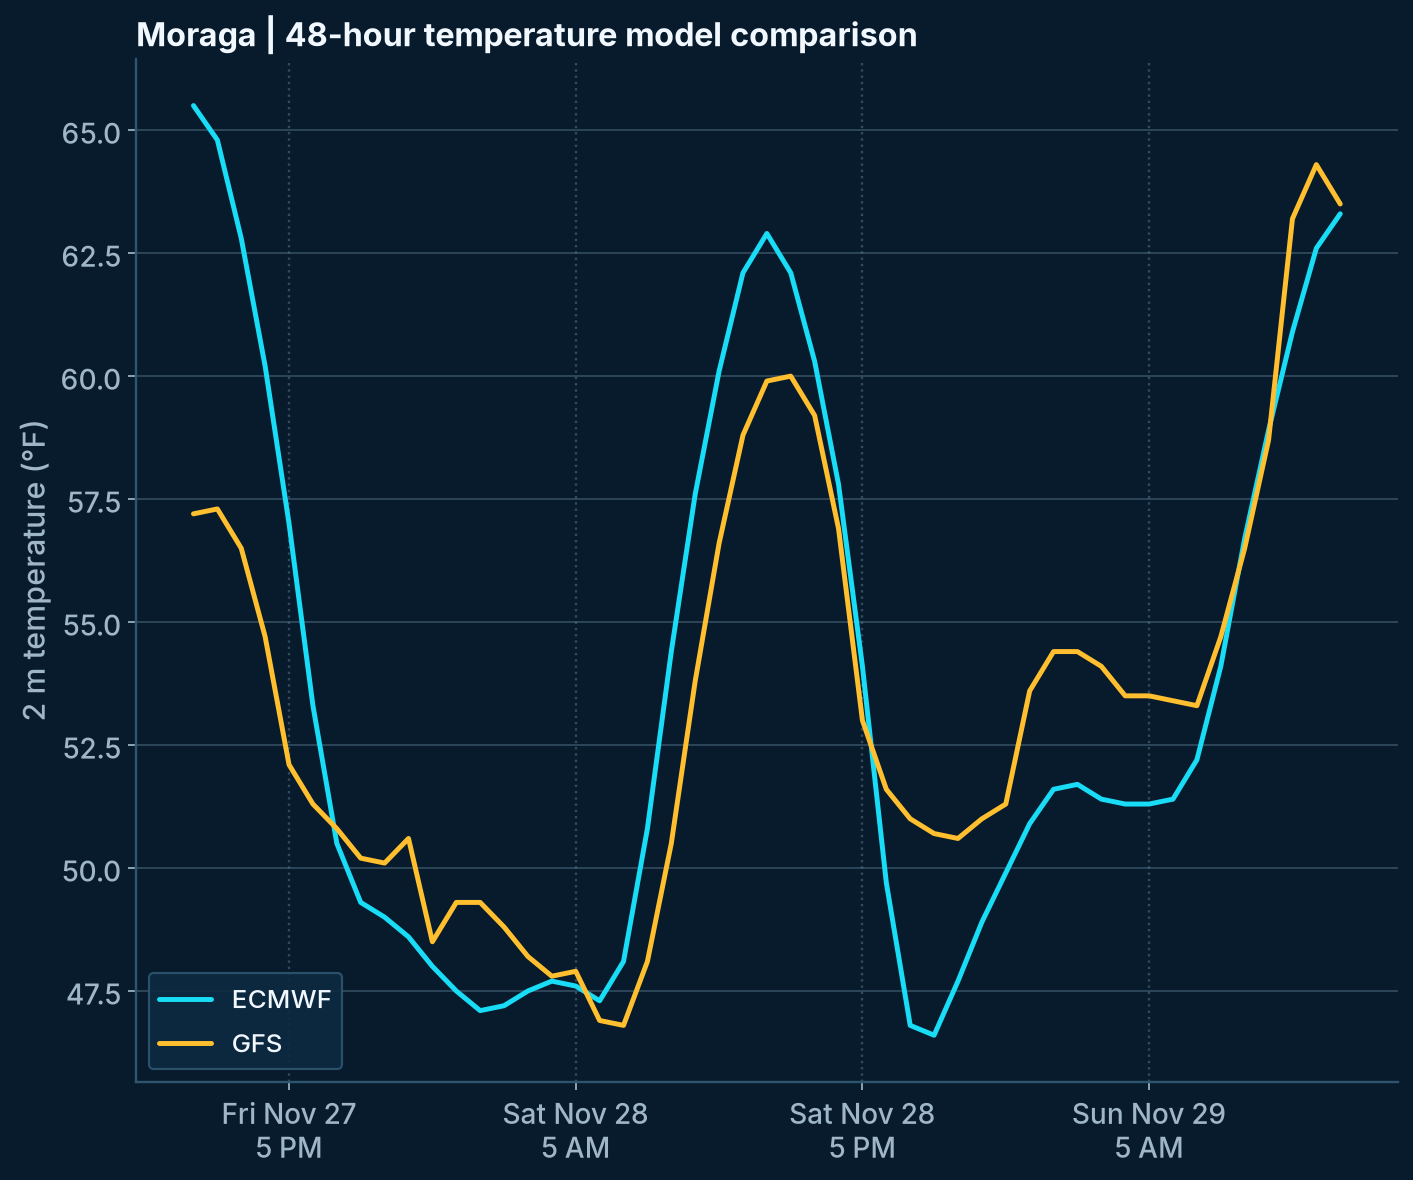 Moraga | 48-hour temperature model comparison
2 m temperature (°F)
65.0
62.5
60.0
57.5
55.0
52.5
50.0
47.5
ECMWF
GFS
Fri Nov 27
5 PM
Sat Nov 28
5 AM
Sat Nov 28
5 PM
Sun Nov 29
5 AM